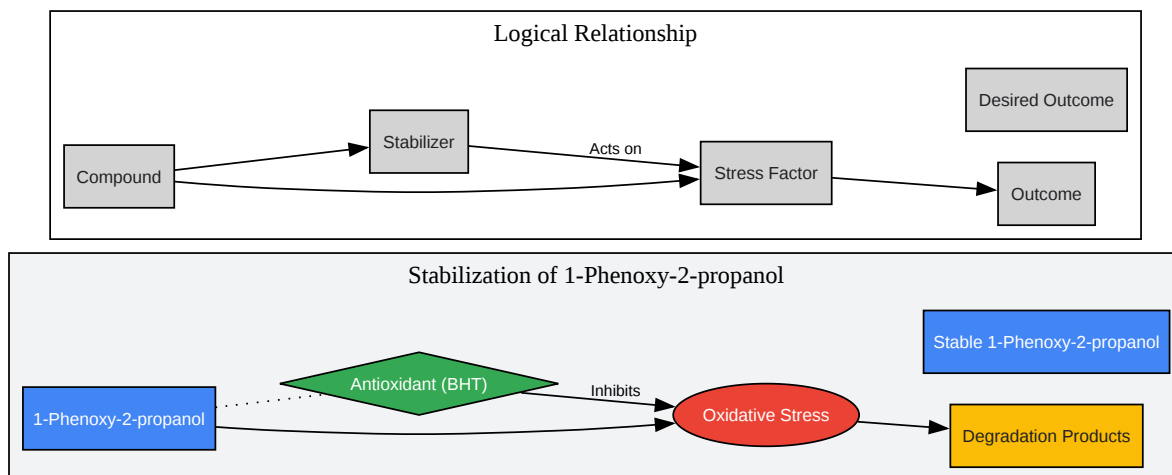 Logical Relationship
Desired Outcome
Stabilizer
Acts on
Compound
Stress Factor
Outcome
Stabilization of 1-Phenoxy-2-propanol
Stable 1-Phenoxy-2-propanol
Antioxidant (BHT)
Inhibits
1-Phenoxy-2-propanol
Oxidative Stress
Degradation Products